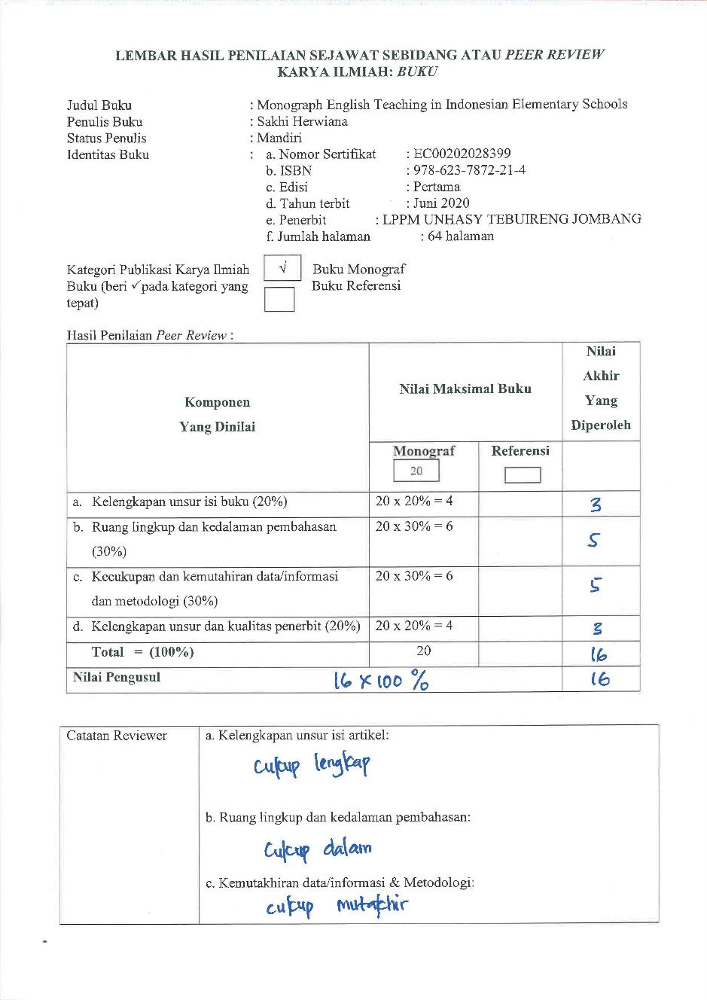 LEMBAR HASIL PENILAIAN SEJAWAT SEBIDANG ATAU PEER REVIEW
KARYA ILMIAH: BUKU
Judul Buku : Monograph English Teaching in Indonesian Elementary Schools
Penulis Buku : Sakhi Herwiana
Status Penulis : Mandiri
Identitas Buku : a. Nomor Sertifikat : EC00202028399
b. ISBN : 978-623-7872-21-4
c. Edisi : Pertama
d. Tahun terbit : Juni 2020
e. Penerbit : LPPM UNHASY TEBUIRENG JOMBANG
f. Jumlah halaman : 64 halaman
Kategori Publikasi Karya Ilmiah √ Buku Monograf
Buku (beri ✓pada kategori yang Buku Referensi
tepat)
Hasil Penilaian Peer Review :
Komponen
Yang Dinilai
Nilai Maksimal Buku
Nilai
Akhir
Yang
Diperoleh
Monograf Referensi
20
a. Kelengkapan unsur isi buku (20%) 20 x 20% = 4 3
b. Ruang lingkup dan kedalaman pembahasan 20 x 30% = 6 5
(30%)
c. Kecukupan dan kemutahiran data/informasi 20 x 30% = 6 5
dan metodologi (30%)
d. Kelengkapan unsur dan kualitas penerbit (20%) 20 x 20% = 4 3
Total = (100%) 20 16
Nilai Pengusul 16 x 100 % 16
Catatan Reviewer a. Kelengkapan unsur isi artikel:
cukup lengkap
b. Ruang lingkup dan kedalaman pembahasan:
Cukup dalam
c. Kemutakhiran data/informasi & Metodologi:
cukup mutakhir